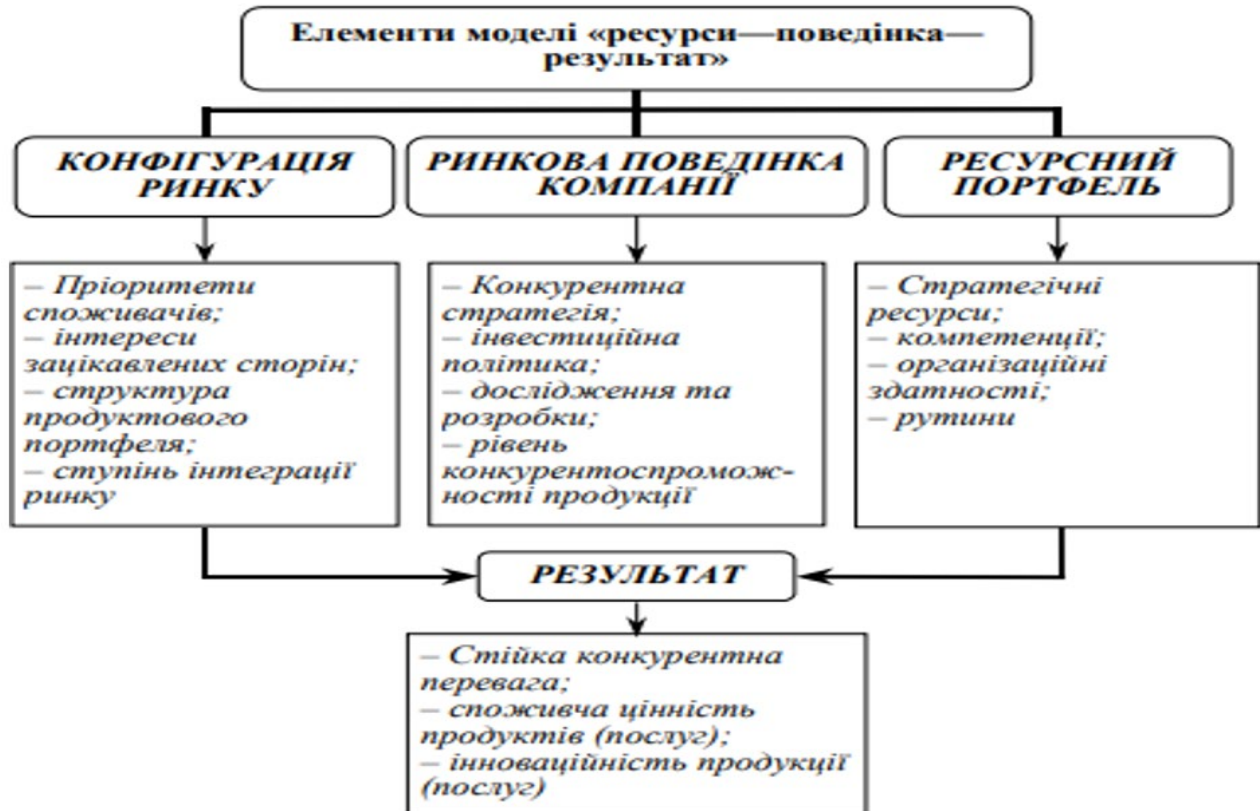 Елементи моделі «ресурси—поведінка—
результат»
КОНФІГУРАЦІЯ
РИНКУ
РИНКОВА ПОВЕДІНКА
КОМПАНІЇ
РЕСУРСНИЙ
ПОРТФЕЛЬ
– Пріоритети
споживачів;
– інтереси
зацікавлених сторін;
– структура
продуктового
портфеля;
– ступінь інтеграції
ринку
– Конкурентна
стратегія;
– інвестиційна
політика;
– дослідження та
розробки;
– рівень
конкурентоспромож-
ності продукції
– Стратегічні
ресурси;
– компетенції;
– організаційні
здатності;
– рутини
РЕЗУЛЬТАТ
– Стійка конкурентна
перевага;
– споживча цінність
продуктів (послуг);
– інноваційність продукції
(послуг)